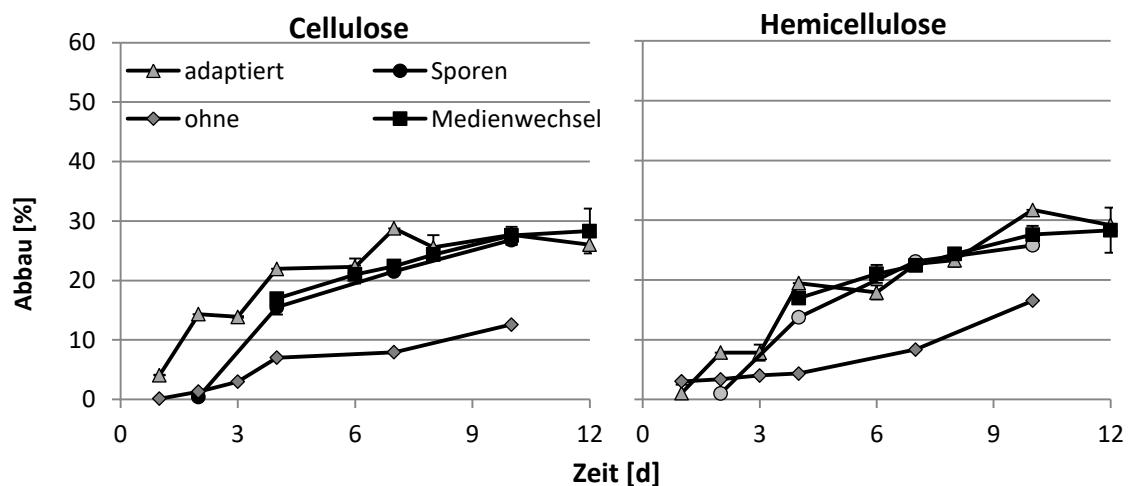 Cellulose
Hemicellulose
60
50
40
30
20
10
0
adaptiert
Sporen
ohne
Medienwechsel
Abbau [%]
0 3 6 9 12
0 3 6 9 12
Zeit [d]